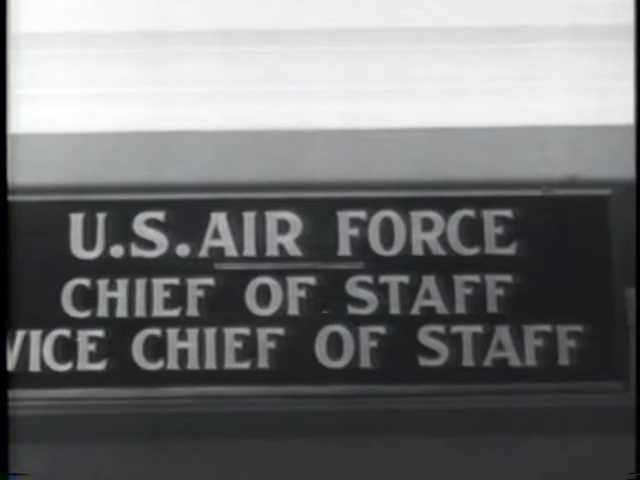 U.S. AIR FORCE
CHIEF OF STAFF
VICE CHIEF OF STAFF